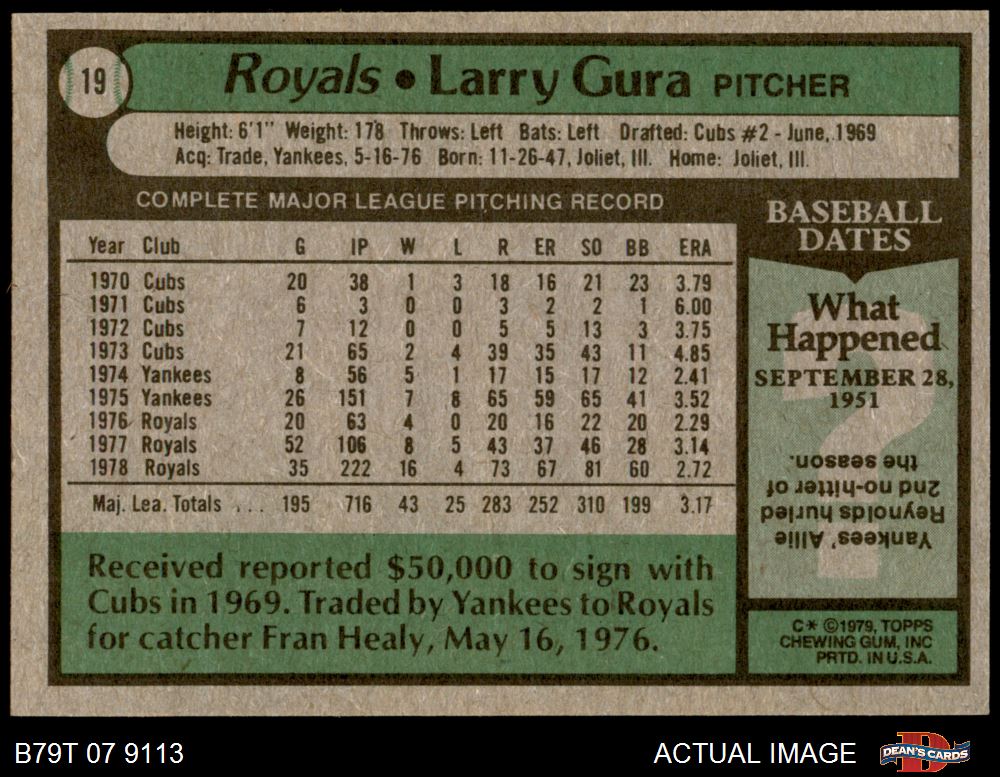 19
Royals • Larry Gura PITCHER
Height: 6'1" Weight: 178 Throws: Left Bats: Left Drafted: Cubs #2 - June, 1969
Acq: Trade, Yankees, 5-16-76 Born: 11-26-47, Joliet, Ill. Home: Joliet, Ill.
COMPLETE MAJOR LEAGUE PITCHING RECORD
Year Club G IP W L R ER SO BB ERA
1970 Cubs 20 38 1 3 18 16 21 23 3.79
1971 Cubs 6 3 0 0 3 2 2 1 6.00
1972 Cubs 7 12 0 0 5 5 13 3 3.75
1973 Cubs 21 65 2 4 39 35 43 11 4.85
1974 Yankees 8 56 5 1 17 15 17 12 2.41
1975 Yankees 26 151 7 8 65 59 65 41 3.52
1976 Royals 20 63 4 0 20 16 22 20 2.29
1977 Royals 52 106 8 5 43 37 46 28 3.14
1978 Royals 35 222 16 4 73 67 81 60 2.72
Maj. Lea. Totals . . . 195 716 43 25 283 252 310 199 3.17
Received reported $50,000 to sign with
Cubs in 1969. Traded by Yankees to Royals
for catcher Fran Healy, May 16, 1976.
BASEBALL
DATES
What
Happened
SEPTEMBER 28,
1951
?
Yankees' Allie
Reynolds hurled
2nd no-hitter of
the season.
C* ©1979, TOPPS
CHEWING GUM, INC
PRTD. IN U.S.A.
B79T 07 9113
ACTUAL IMAGE
D
DEAN'S CARDS